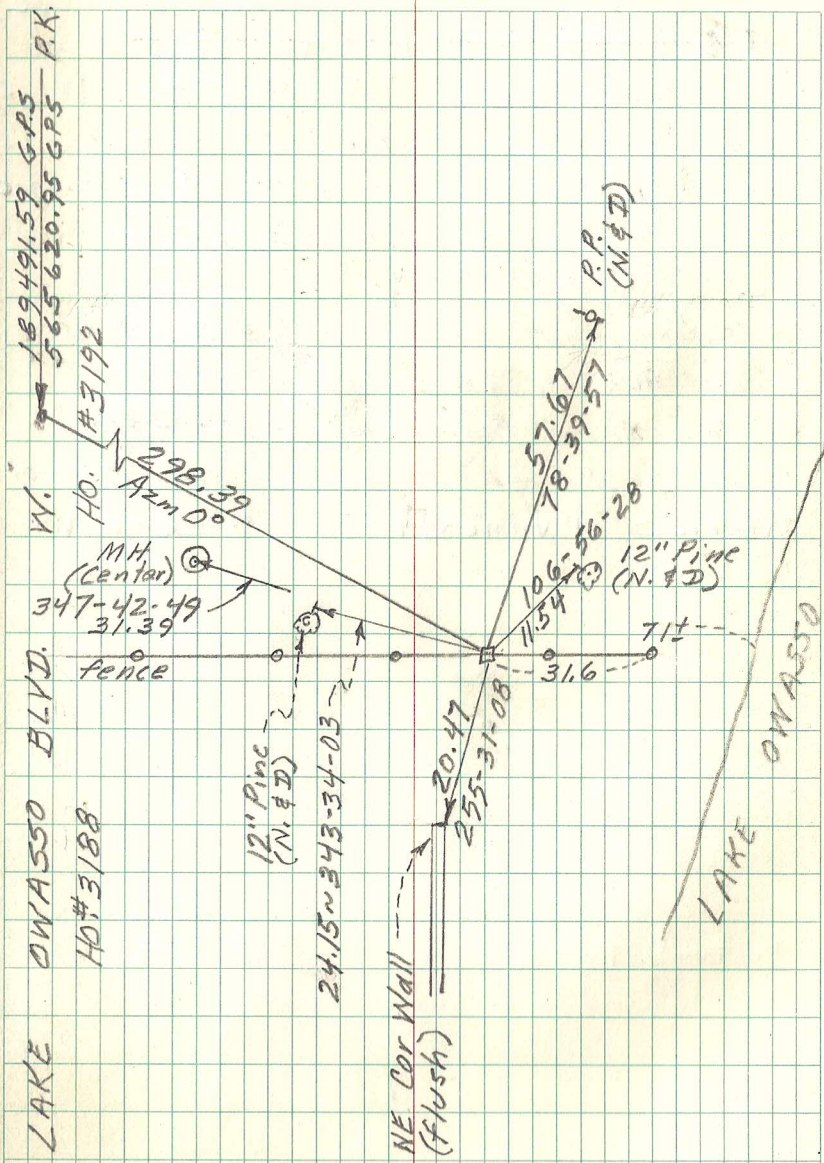 LAKE OWASSO BLVD. W.
189491.59 G.P.S
565620.95 GPS P.K.
HO#3188
HO. #3192
298.39
Azm 0°
MH
(Center)
347-42-49
31.39
fence
12" Pine
(N. & D)
24.15~343-34-03
NE Cor Wall
(flush)
20.47
255-31-08
57.67
78-39-57
P.P.
(N. & D)
106-56-28
11.54
12" Pine
(N. & D)
31.6
71±
LAKE OWASSO